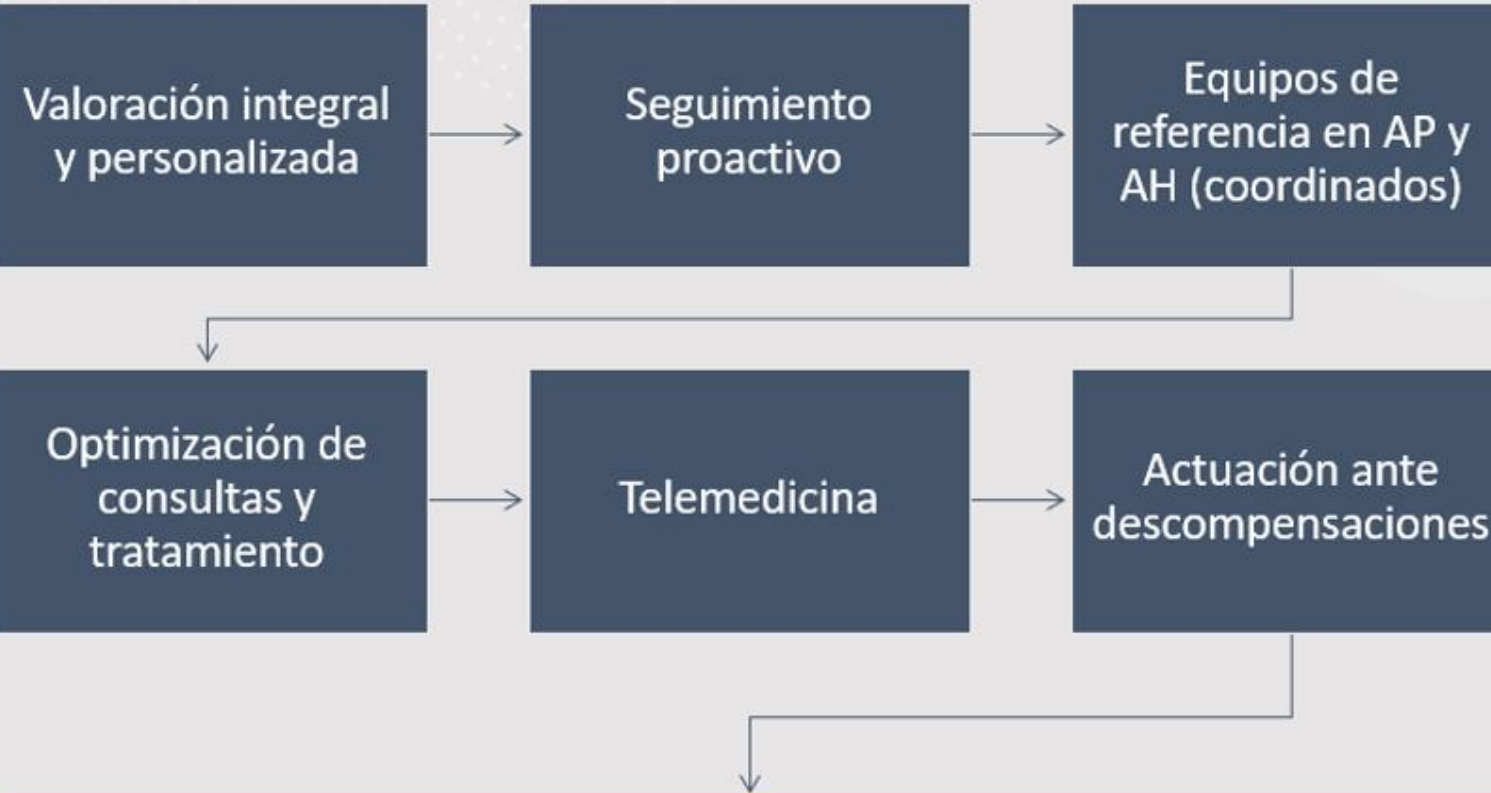 Valoración integral
y personalizada
Seguimiento
proactivo
Equipos de
referencia en AP y
AH (coordinados)
Optimización de
consultas y
tratamiento
Telemedicina
Actuación ante
descompensaciones